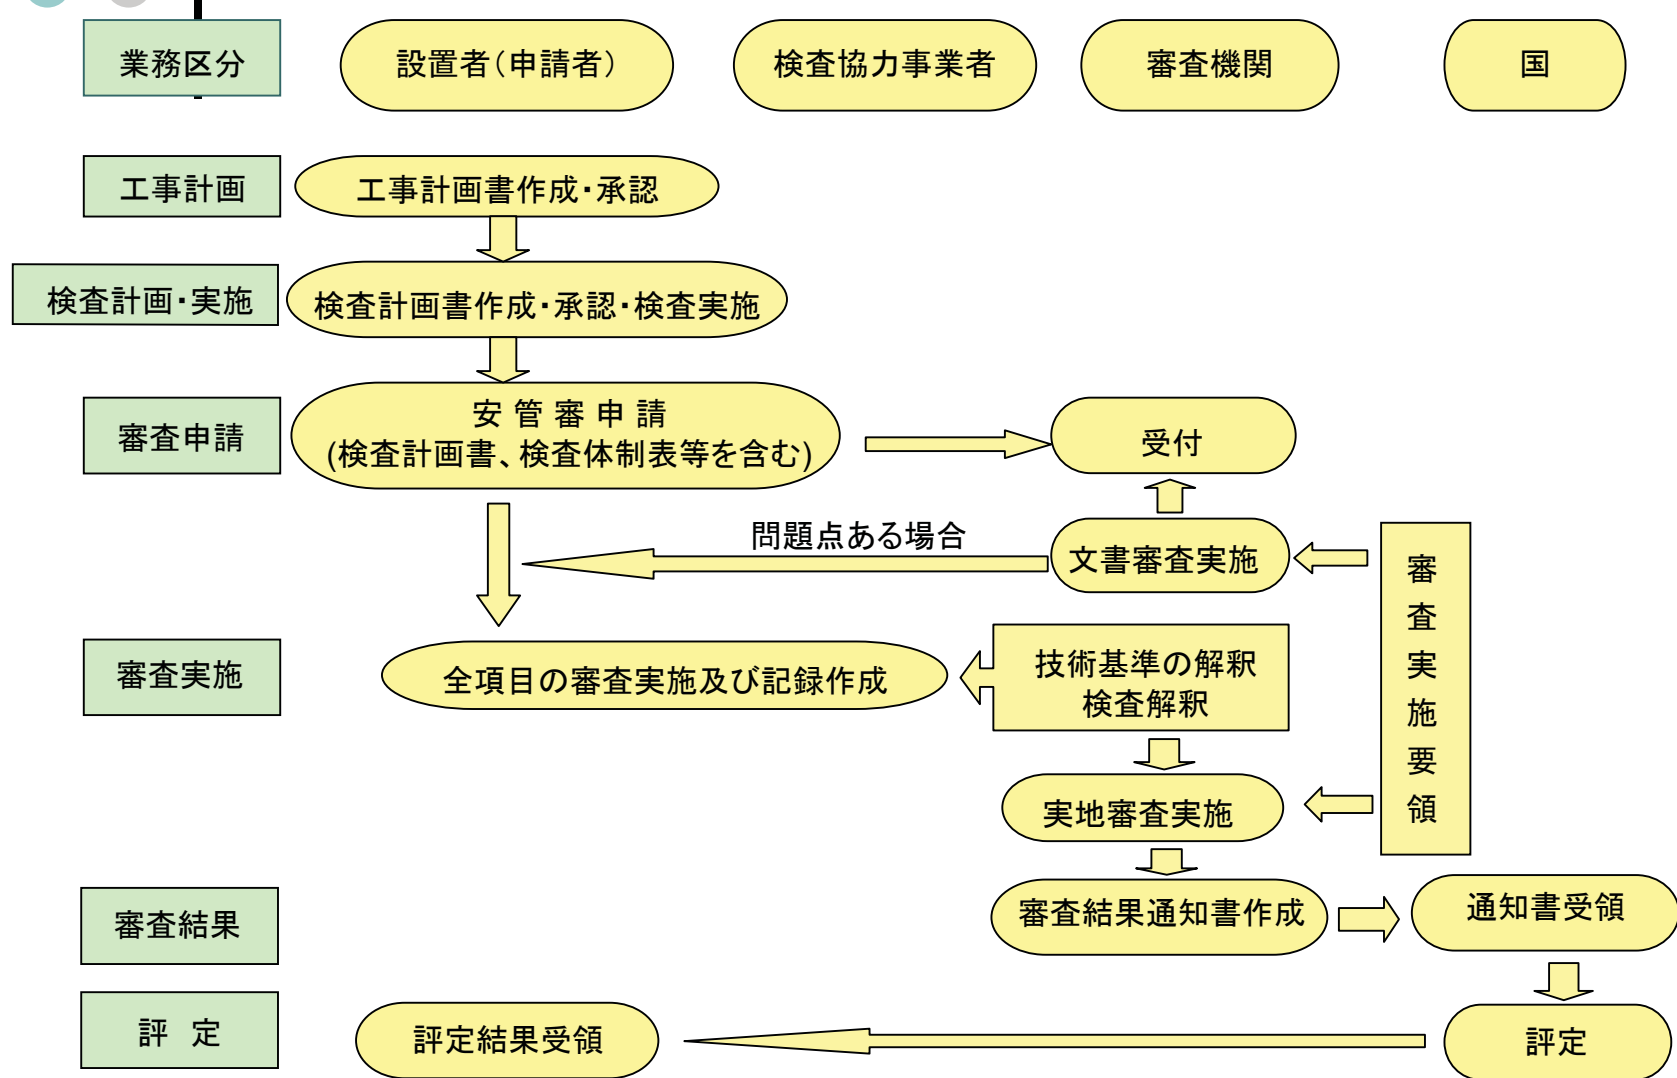 業務区分
設置者(申請者)
検査協力事業者
審査機関
国
工事計画
工事計画書作成・承認
検査計画・実施
検査計画書作成・承認・検査実施
審査申請
安管審申請
(検査計画書、検査体制表等を含む)
受付
問題点ある場合
文書審査実施
審査実施要領
審査実施
全項目の審査実施及び記録作成
技術基準の解釈
検査解釈
実地審査実施
審査結果
審査結果通知書作成
通知書受領
評 定
評定結果受領
評定